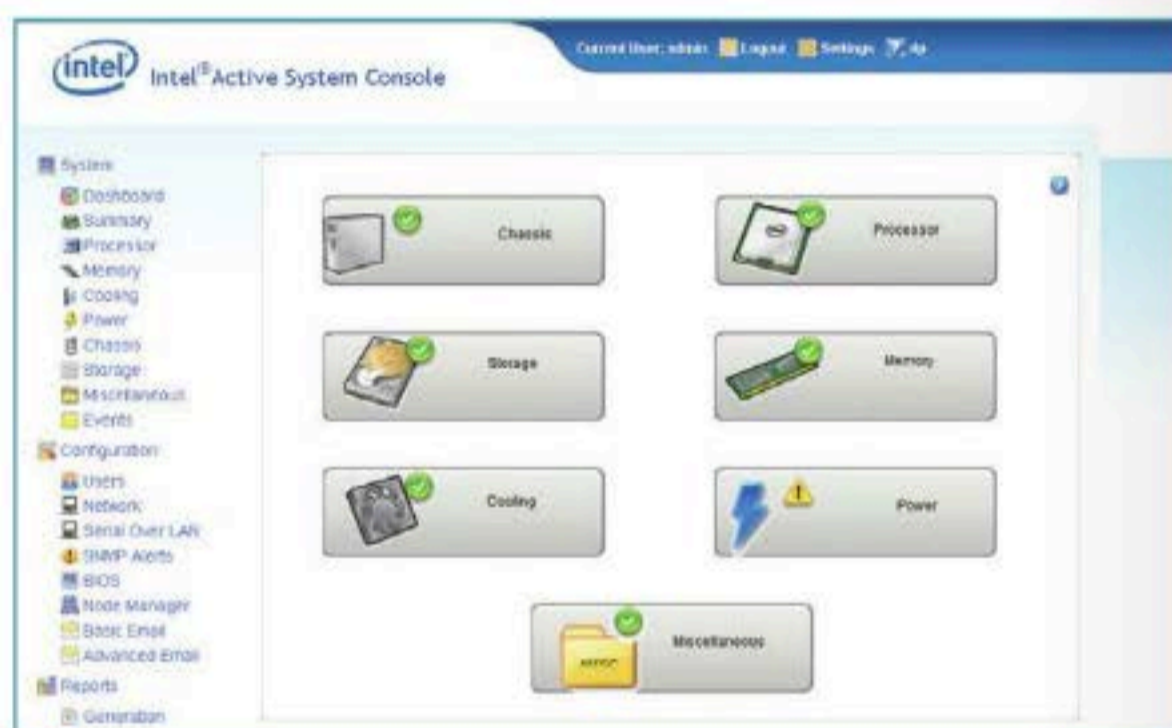 Current User: admin Logout Settings
intel Intel® Active System Console
System
Dashboard
Summary
Processor
Memory
Cooling
Power
Chassis
Storage
Miscellaneous
Events
Configuration
Users
Network
Serial Over LAN
SNMP Alerts
BIOS
Node Manager
Basic Email
Advanced Email
Reports
Generation
Chassis
Processor
Storage
Memory
Cooling
Power
Miscellaneous